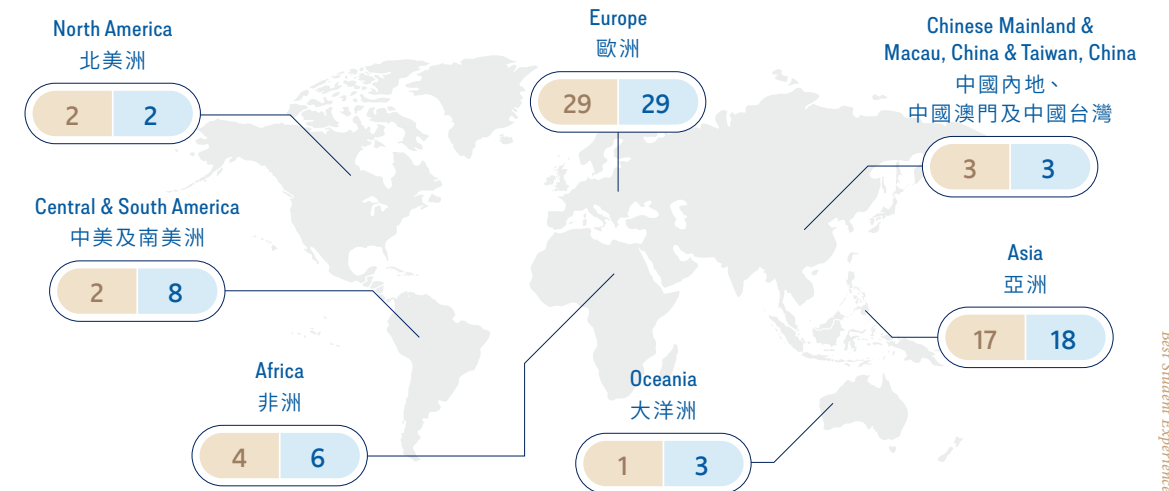 North America
北美洲
2 2
Europe
歐洲
29 29
Chinese Mainland &
Macau, China & Taiwan, China
中國內地、
中國澳門及中國台灣
3 3
Central & South America
中美及南美洲
2 8
Asia
亞洲
17 18
Africa
非洲
4 6
Oceania
大洋洲
1 3
Best Student Experience